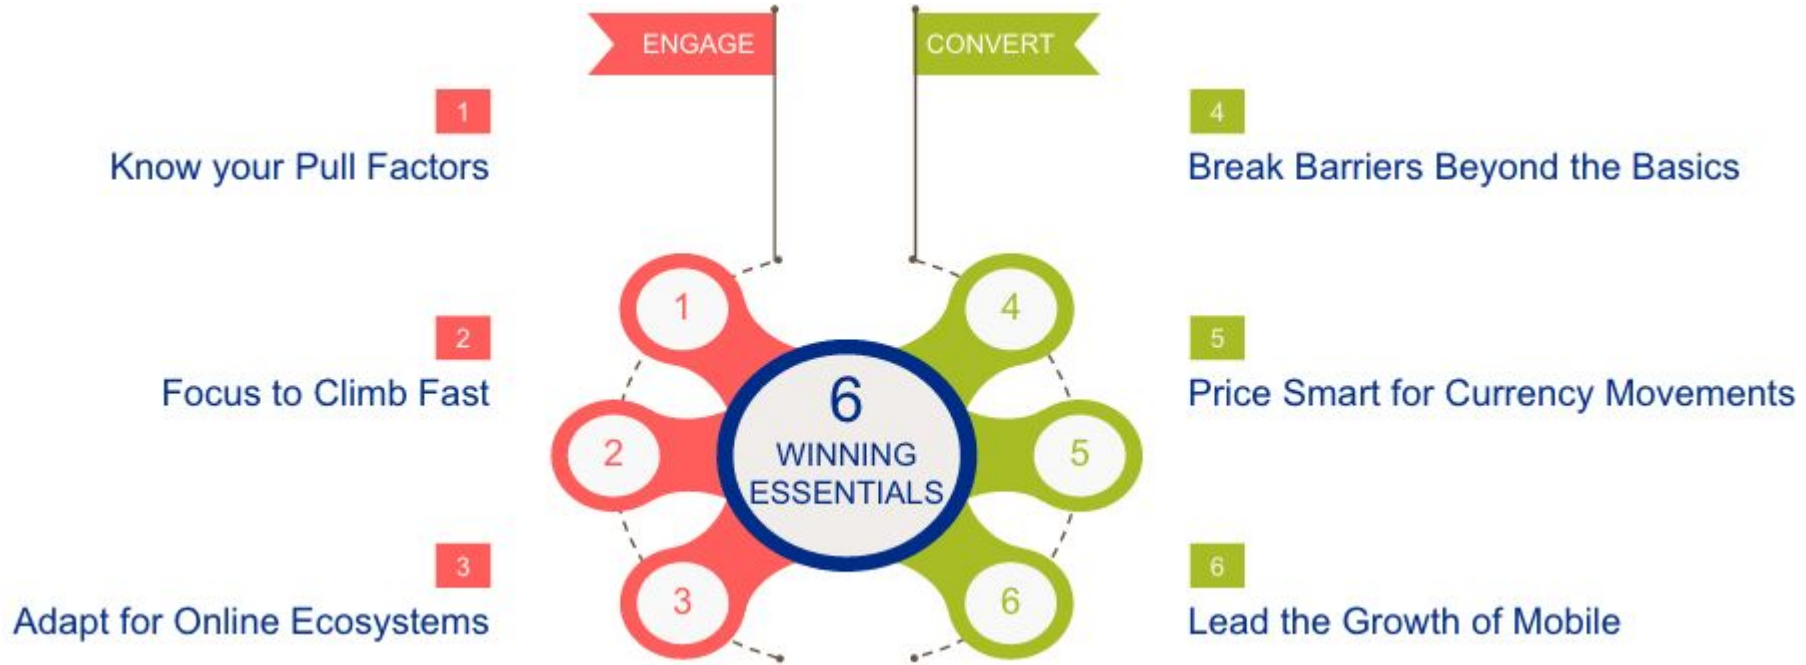 ENGAGE
CONVERT
1
Know your Pull Factors
2
Focus to Climb Fast
3
Adapt for Online Ecosystems
1
2
3
6
WINNING
ESSENTIALS
4
5
6
4
Break Barriers Beyond the Basics
5
Price Smart for Currency Movements
6
Lead the Growth of Mobile